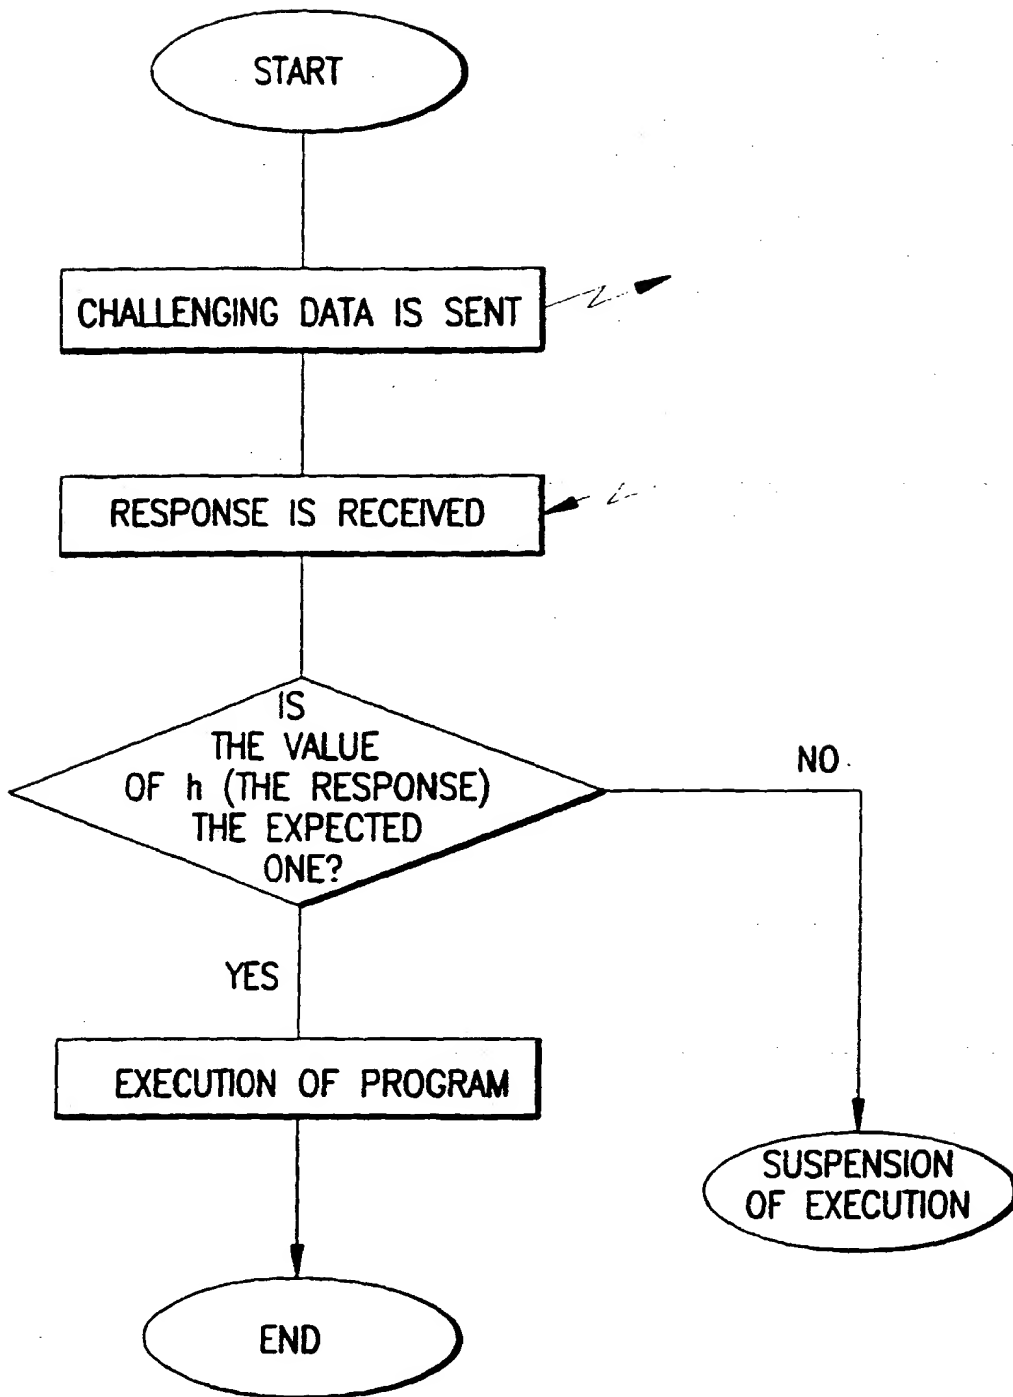 START
CHALLENGING DATA IS SENT
RESPONSE IS RECEIVED
IS
THE VALUE
OF h (THE RESPONSE)
THE EXPECTED
ONE?
NO
YES
EXECUTION OF PROGRAM
SUSPENSION
OF EXECUTION
END